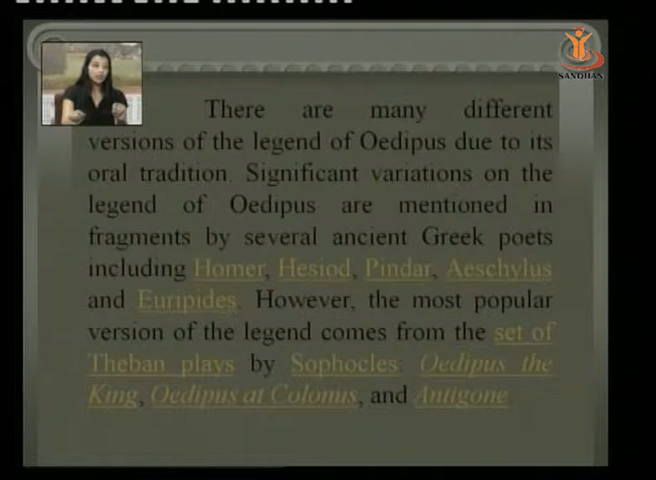 SANDHAN
There are many different
versions of the legend of Oedipus due to its
oral tradition. Significant variations on the
legend of Oedipus are mentioned in
fragments by several ancient Greek poets
including Homer, Hesiod, Pindar, Aeschylus
and Euripides. However, the most popular
version of the legend comes from the set of
Theban plays by Sophocles: Oedipus the
King, Oedipus at Colonus, and Antigone